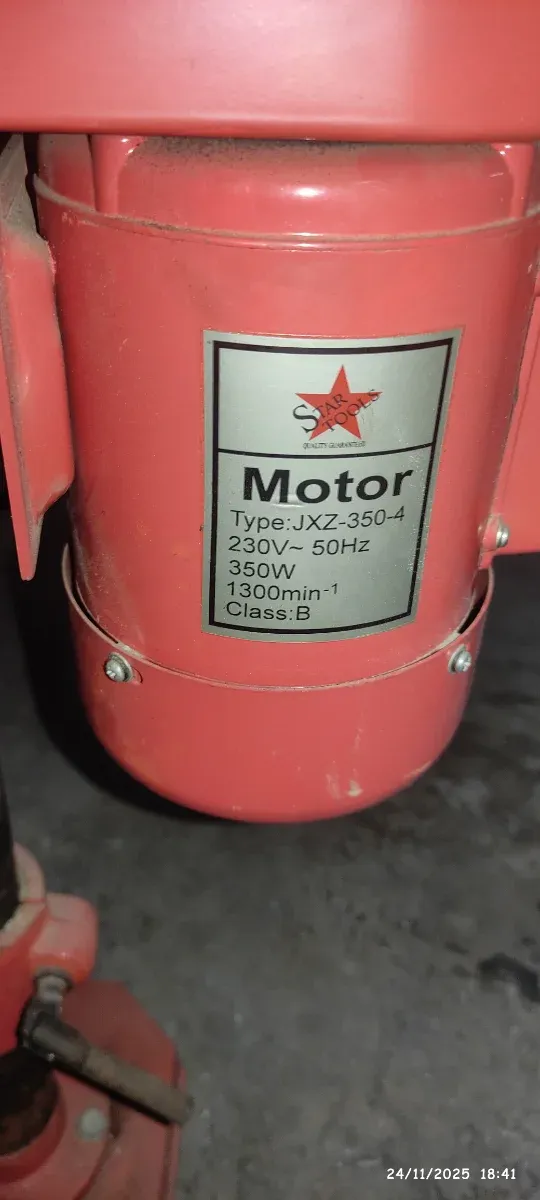 STAR
TOOLS
QUALITY GUARANTEED
Motor
Type:JXZ-350-4
230V~ 50Hz
350W
1300min⁻¹
Class:B
24/11/2025 18:41